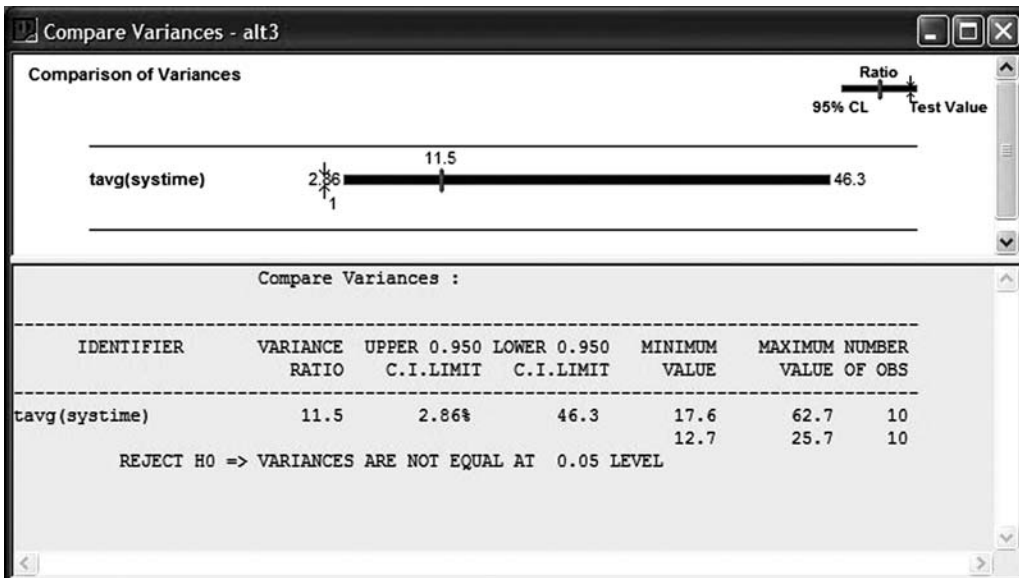 Compare Variances - alt3
Comparison of Variances
Ratio
95% CL Test Value
11.5
tavg(systime) 2.86 46.3
1
Compare Variances :
IDENTIFIER VARIANCE UPPER 0.950 LOWER 0.950 MINIMUM MAXIMUM NUMBER
RATIO C.I.LIMIT C.I.LIMIT VALUE VALUE OF OBS
tavg(systime) 11.5 2.86% 46.3 17.6 62.7 10
12.7 25.7 10
REJECT H0 => VARIANCES ARE NOT EQUAL AT 0.05 LEVEL